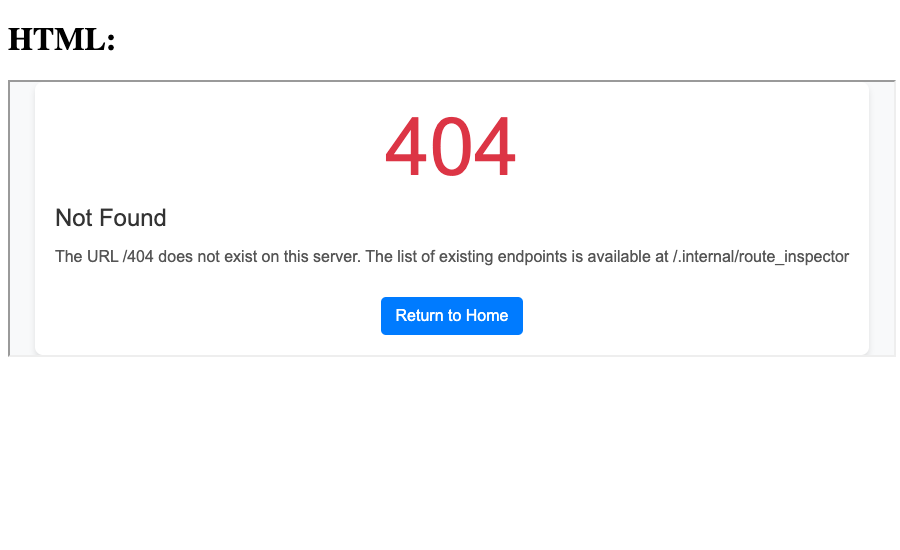 HTML:
404
Not Found
The URL /404 does not exist on this server. The list of existing endpoints is available at /.internal/route_inspector
Return to Home